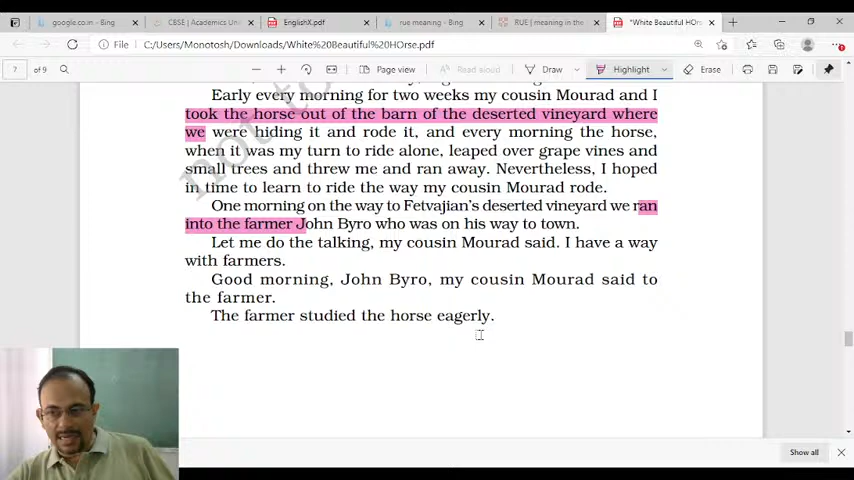 google.co.in - Bing
CBSE | Academics Uni
EnglishX.pdf
rue meaning - Bing
RUE | meaning in the
*White Beautiful HOrs
File | C:/Users/Monotosh/Downloads/White%20Beautiful%20HOrse.pdf
7 of 9
Page view
Read aloud
Draw
Highlight
Erase
Early every morning for two weeks my cousin Mourad and I
took the horse out of the barn of the deserted vineyard where
we were hiding it and rode it, and every morning the horse,
when it was my turn to ride alone, leaped over grape vines and
small trees and threw me and ran away. Nevertheless, I hoped
in time to learn to ride the way my cousin Mourad rode.
One morning on the way to Fetvajian's deserted vineyard we ran
into the farmer John Byro who was on his way to town.
Let me do the talking, my cousin Mourad said. I have a way
with farmers.
Good morning, John Byro, my cousin Mourad said to
the farmer.
The farmer studied the horse eagerly.
not to
Show all